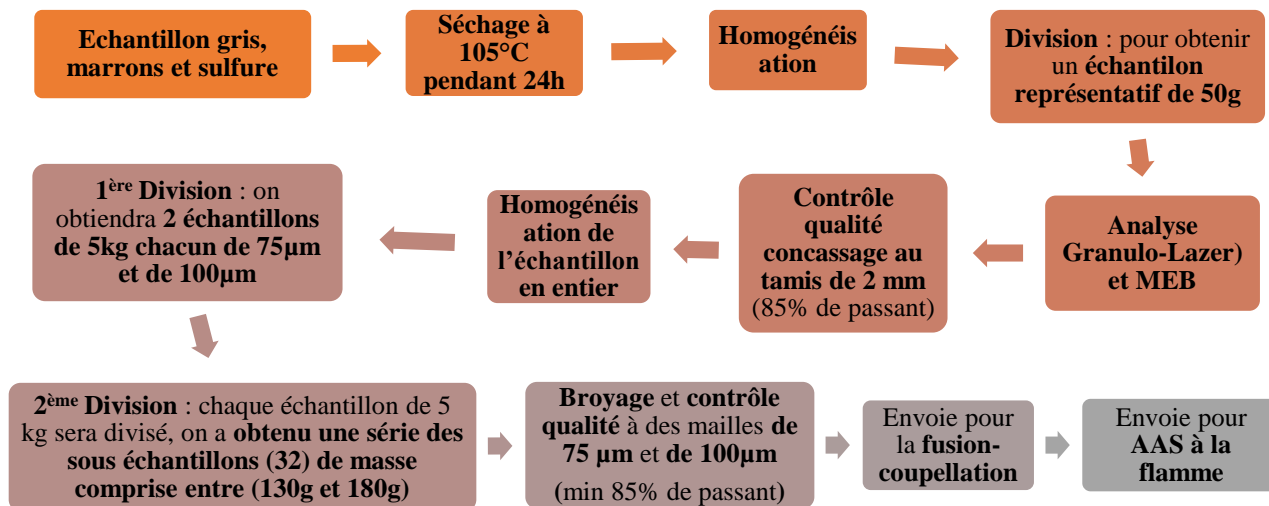 Echantillon gris,
marrons et sulfure
Séchage à
105°C
pendant 24h
Homogénéis
ation
Division : pour obtenir
un échantilon
représentatif de 50g
Analyse
Granulo-Lazer)
et MEB
Contrôle
qualité
concassage au
tamis de 2 mm
(85% de passant)
Homogénéis
ation de
l’échantillon
en entier
1ère Division : on
obtiendra 2 échantillons
de 5kg chacun de 75µm
et de 100µm
2ème Division : chaque échantillon de 5
kg sera divisé, on a obtenu une série des
sous échantillons (32) de masse
comprise entre (130g et 180g)
Broyage et contrôle
qualité à des mailles de
75 µm et de 100µm
(min 85% de passant)
Envoie pour
la fusion-
coupellation
Envoie pour
AAS à la
flamme